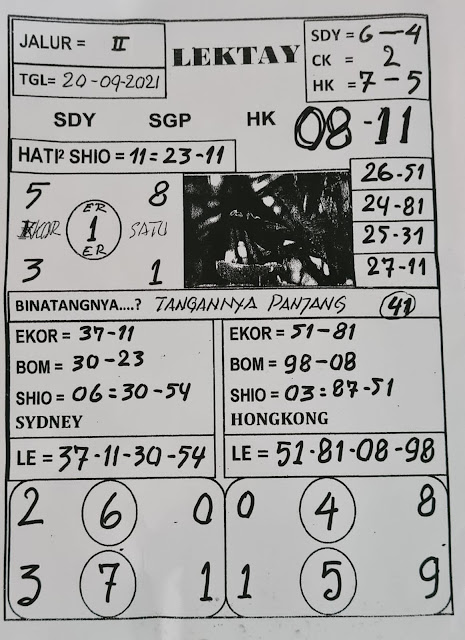 JALUR = II
TGL= 20-09-2021
LEKTAY
SDY = 6-4
CK = 2
HK = 7-5
SDY SGP HK 08-11
HATI² SHIO = 11 = 23-11
5 8
EKOR ER 1 ER SATU
3 1
26-51
24-81
25-31
27-11
BINATANGNYA....? TANGANNYA PANJANG 41
EKOR = 37-11
BOM = 30-23
SHIO = 06 = 30-54
SYDNEY
LE = 37-11-30-54
EKOR = 51-81
BOM = 98-08
SHIO = 03 = 87-51
HONGKONG
LE = 51-81-08-98
2 6 0 0 4 8
3 7 1 1 5 9